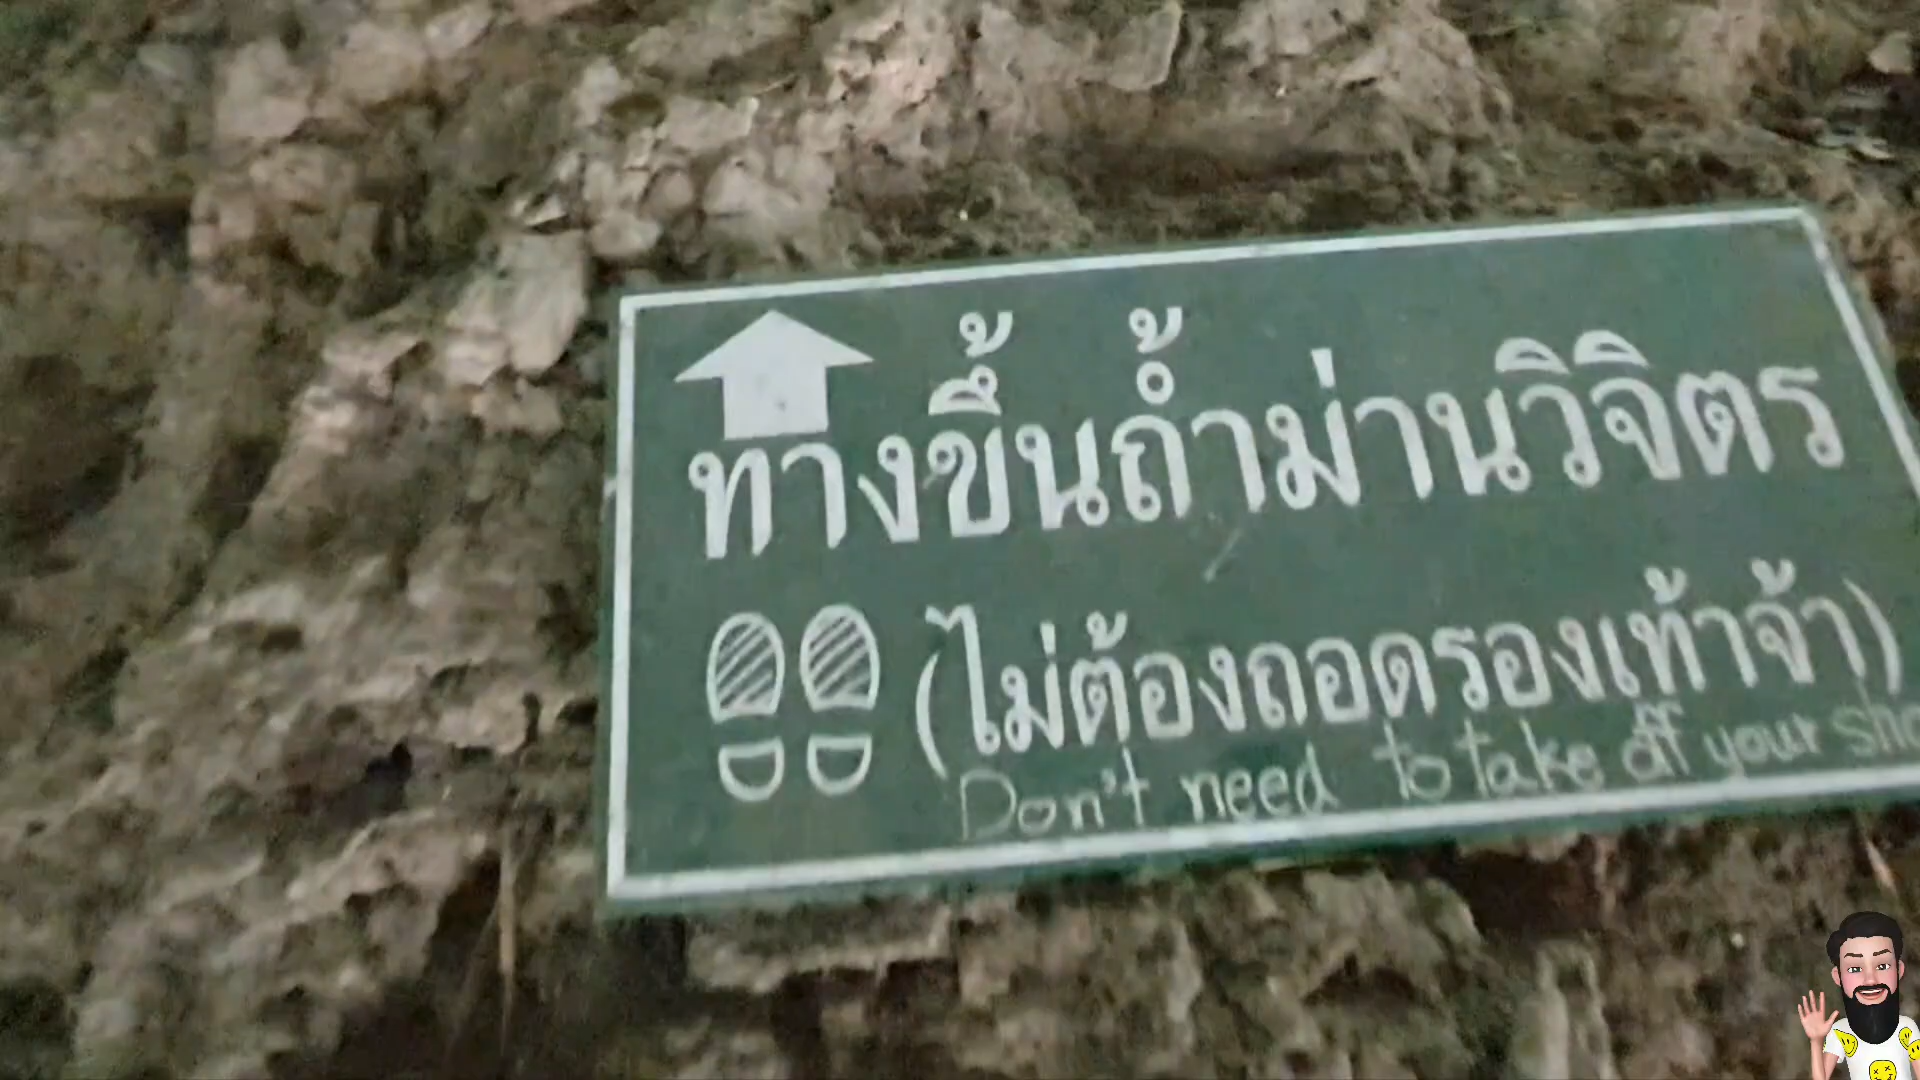 ทางขึ้นถ้ำม่านวิจิตร
(ไม่ต้องถอดรองเท้าจ้า)
Don't need to take off your